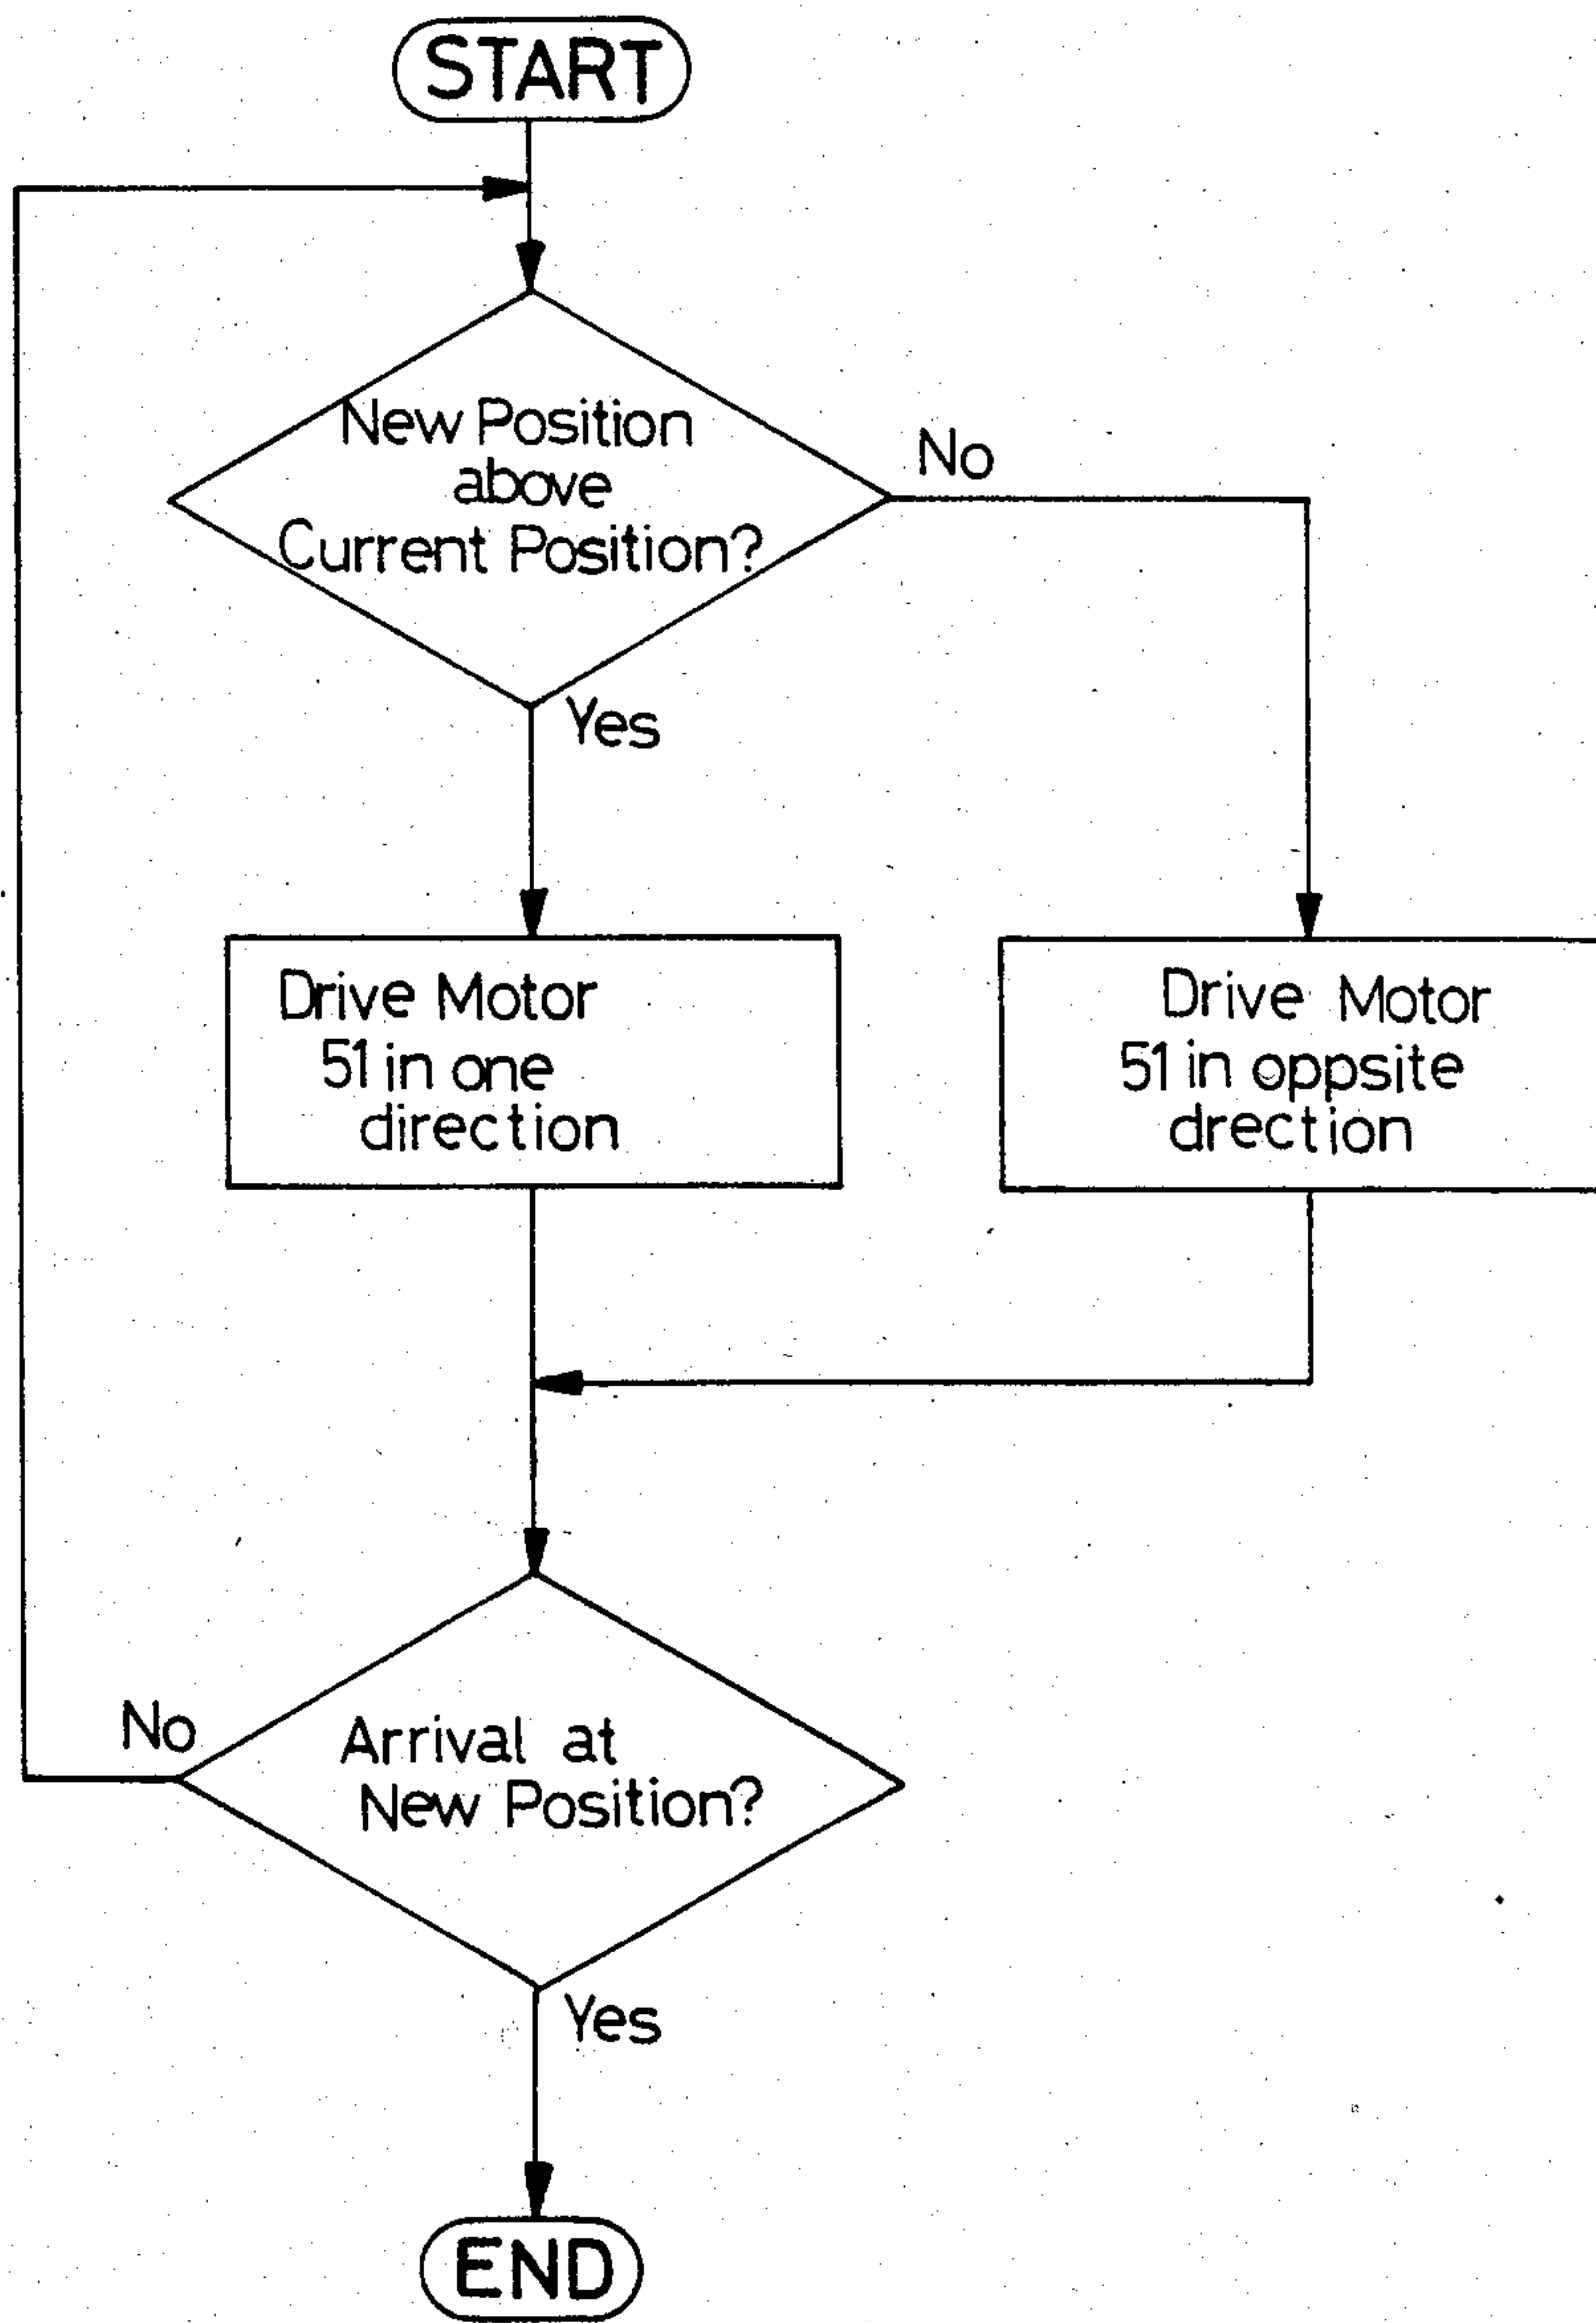 START
New Position
above
Current Position?
No
Yes
Drive Motor
51 in one
direction
Drive Motor
51 in oppsite
drection
No
Arrival at
New Position?
Yes
END